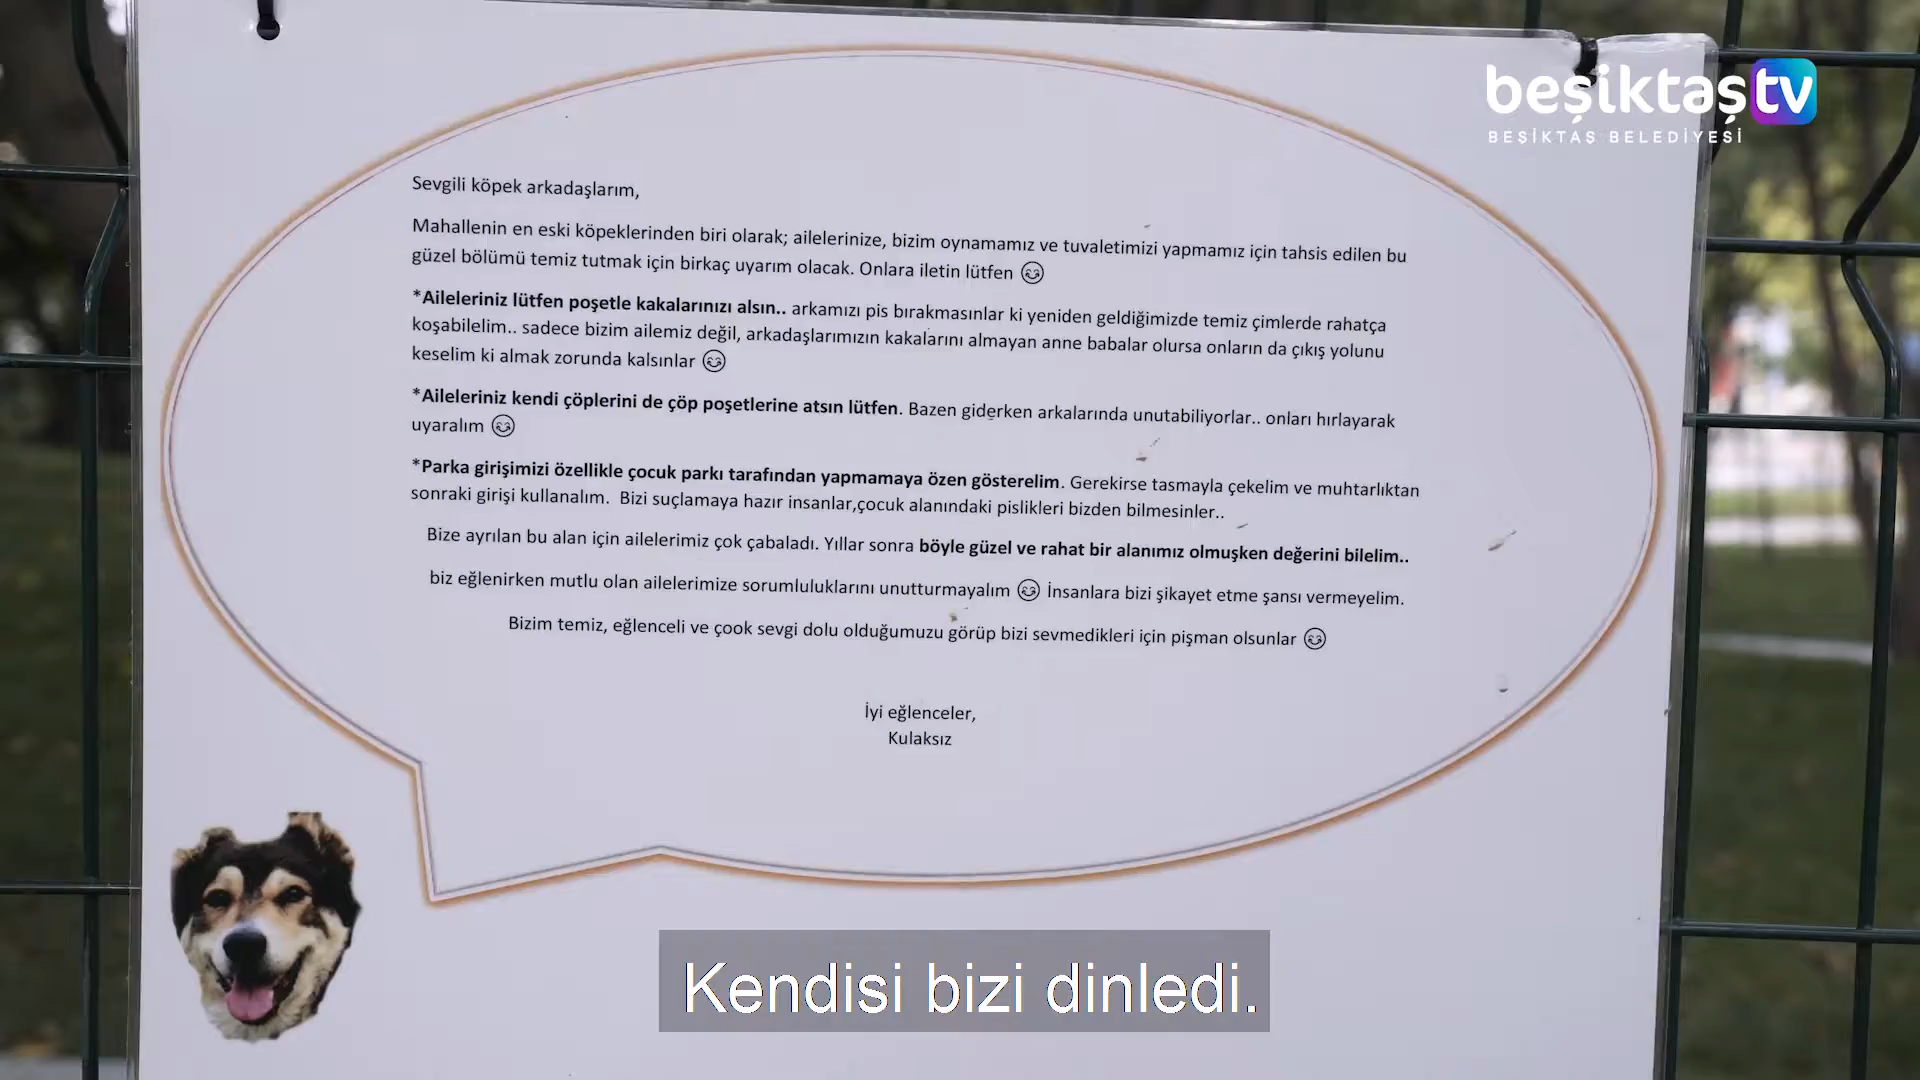 beşiktaş tv
BEŞİKTAŞ BELEDİYESİ
Sevgili köpek arkadaşlarım,
Mahallenin en eski köpeklerinden biri olarak; ailelerinize, bizim oynamamız ve tuvaletimizi yapmamız için tahsis edilen bu
güzel bölümü temiz tutmak için birkaç uyarım olacak. Onlara iletin lütfen 😊
*Aileleriniz lütfen poşetle kakalarınızı alsın.. arkamızı pis bırakmasınlar ki yeniden geldiğimizde temiz çimlerde rahatça
koşabilelim.. sadece bizim ailemiz değil, arkadaşlarımızın kakalarını almayan anne babalar olursa onların da çıkış yolunu
keselim ki almak zorunda kalsınlar 😊
*Aileleriniz kendi çöplerini de çöp poşetlerine atsın lütfen. Bazen giderken arkalarında unutabiliyorlar.. onları hırlayarak
uyaralım 😊
*Parka girişimizi özellikle çocuk parkı tarafından yapmamaya özen gösterelim. Gerekirse tasmayla çekelim ve muhtarlıktan
sonraki girişi kullanalım. Bizi suçlamaya hazır insanlar,çocuk alanındaki pislikleri bizden bilmesinler..
Bize ayrılan bu alan için ailelerimiz çok çabaladı. Yıllar sonra böyle güzel ve rahat bir alanımız olmuşken değerini bilelim..
biz eğlenirken mutlu olan ailelerimize sorumluluklarını unutturmayalım 😊 İnsanlara bizi şikayet etme şansı vermeyelim.
Bizim temiz, eğlenceli ve çook sevgi dolu olduğumuzu görüp bizi sevmedikleri için pişman olsunlar 😊
İyi eğlenceler,
Kulaksız
Kendisi bizi dinledi.